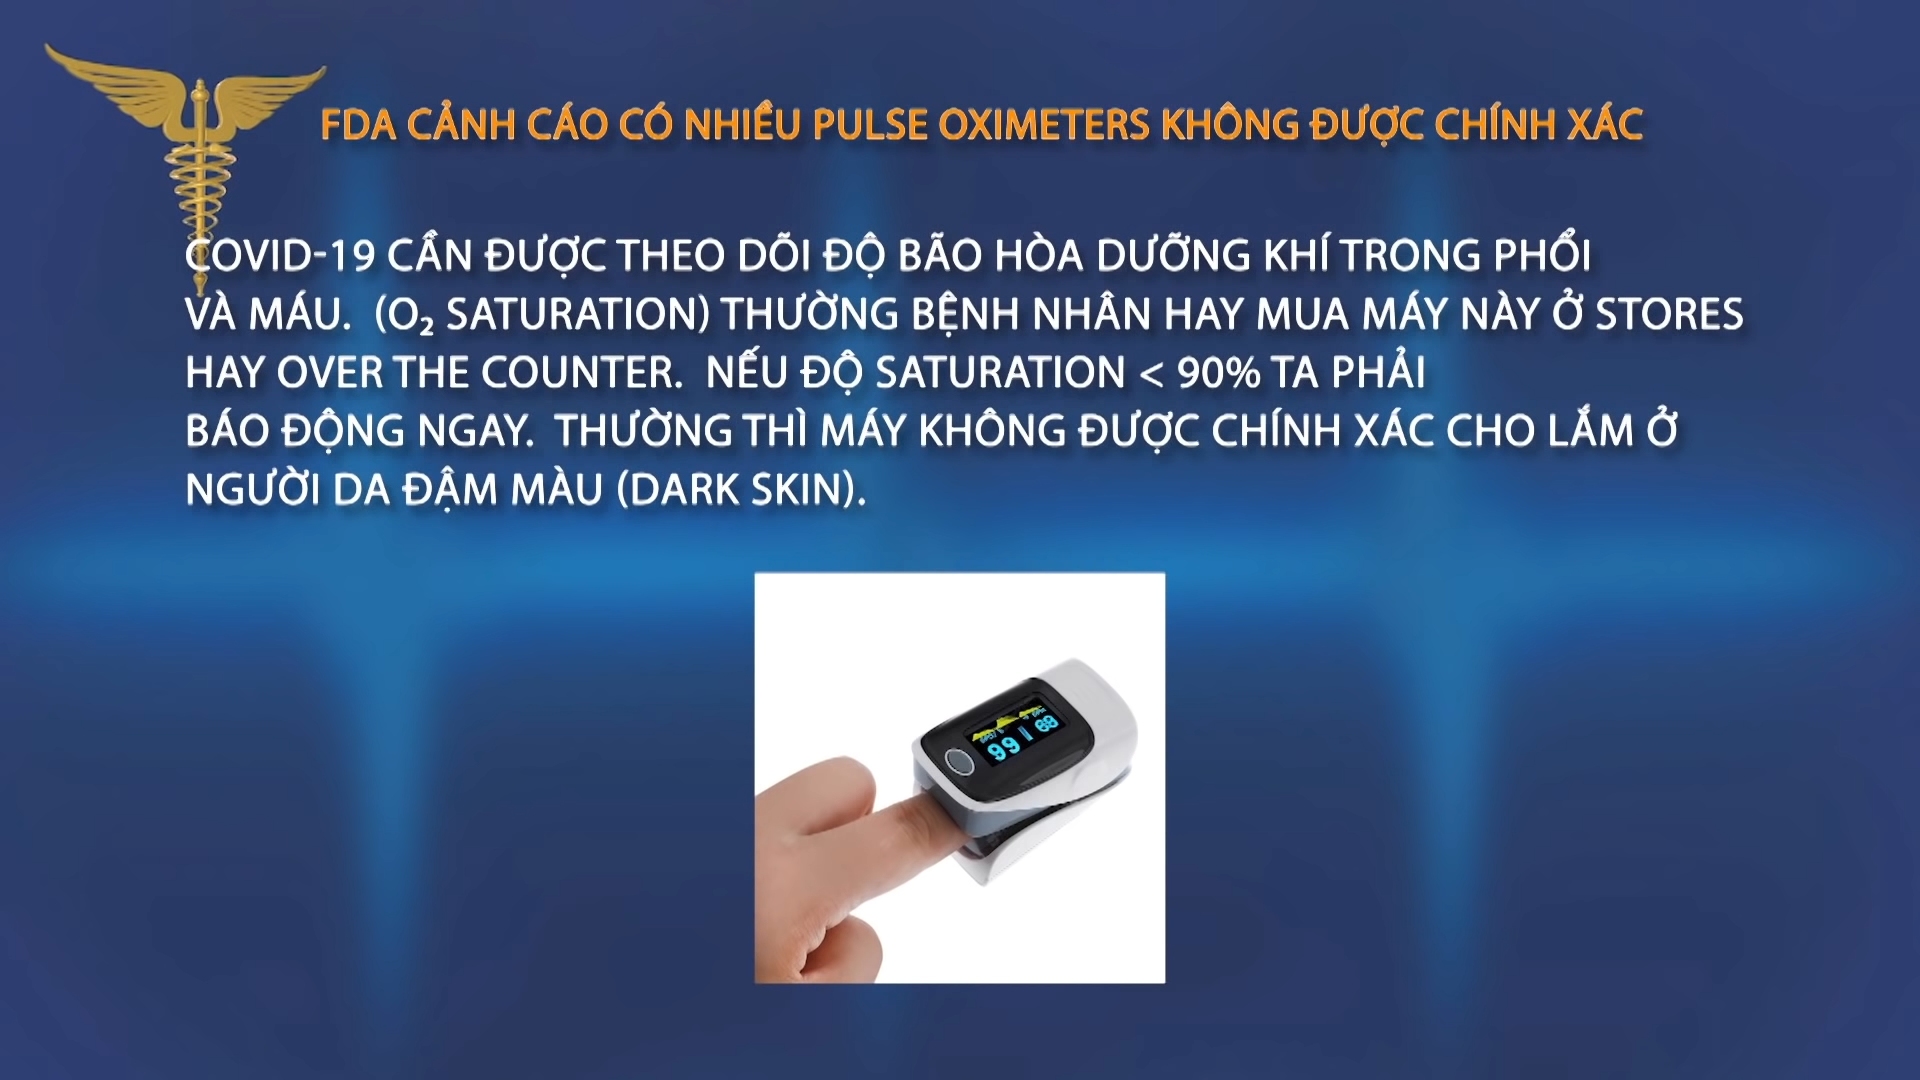 FDA CẢNH CÁO CÓ NHIỀU PULSE OXIMETERS KHÔNG ĐƯỢC CHÍNH XÁC
COVID-19 CẦN ĐƯỢC THEO DÕI ĐỘ BÃO HÒA DƯỠNG KHÍ TRONG PHỔI
VÀ MÁU. (O₂ SATURATION) THƯỜNG BỆNH NHÂN HAY MUA MÁY NÀY Ở STORES
HAY OVER THE COUNTER. NẾU ĐỘ SATURATION < 90% TA PHẢI
BÁO ĐỘNG NGAY. THƯỜNG THÌ MÁY KHÔNG ĐƯỢC CHÍNH XÁC CHO LẮM Ở
NGƯỜI DA ĐẬM MÀU (DARK SKIN).
99